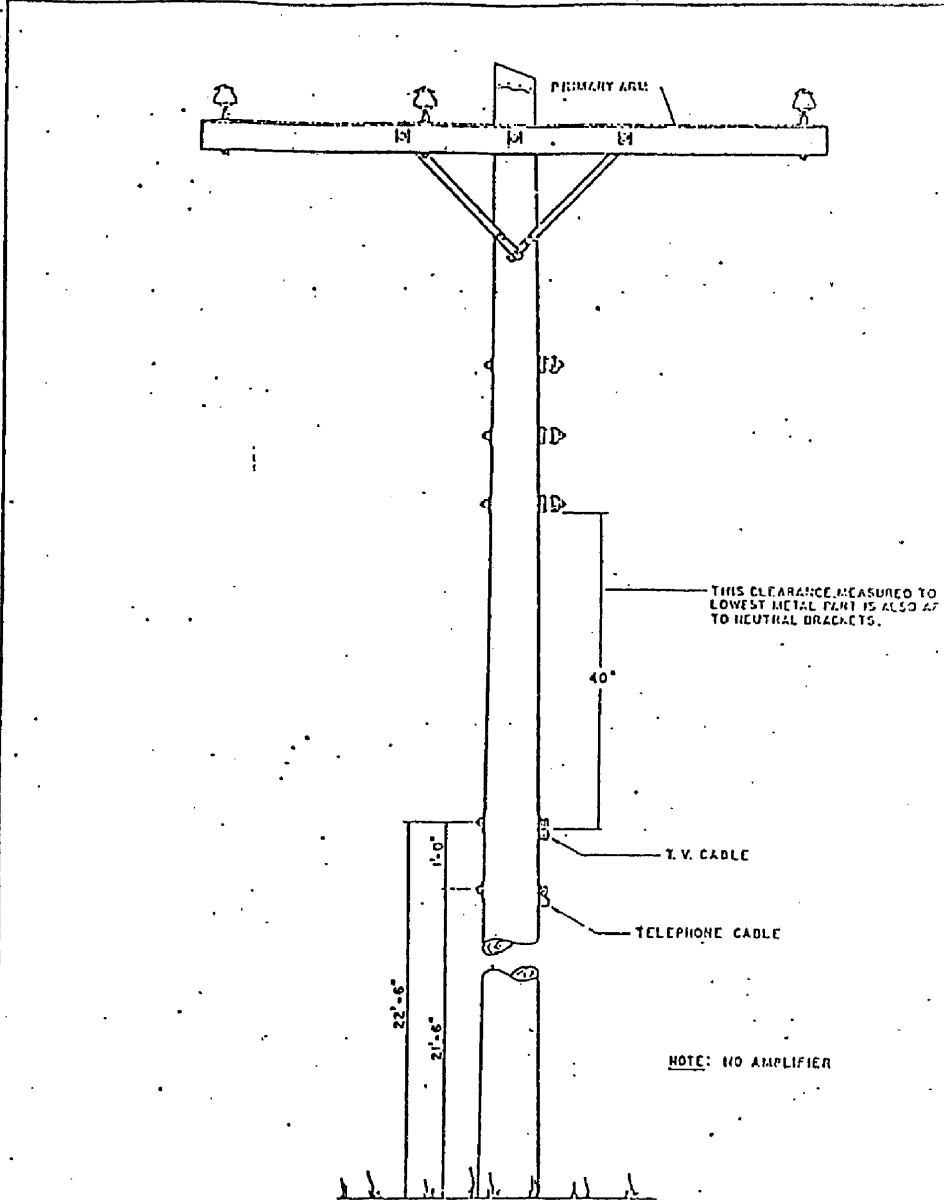 PRIMARY ARM
THIS CLEARANCE MEASURED TO
LOWEST METAL PART IS ALSO
TO NEUTRAL BRACKETS.
40"
T. V. CABLE
1'-0"
TELEPHONE CABLE
22'-6"
21'-6"
NOTE: NO AMPLIFIER